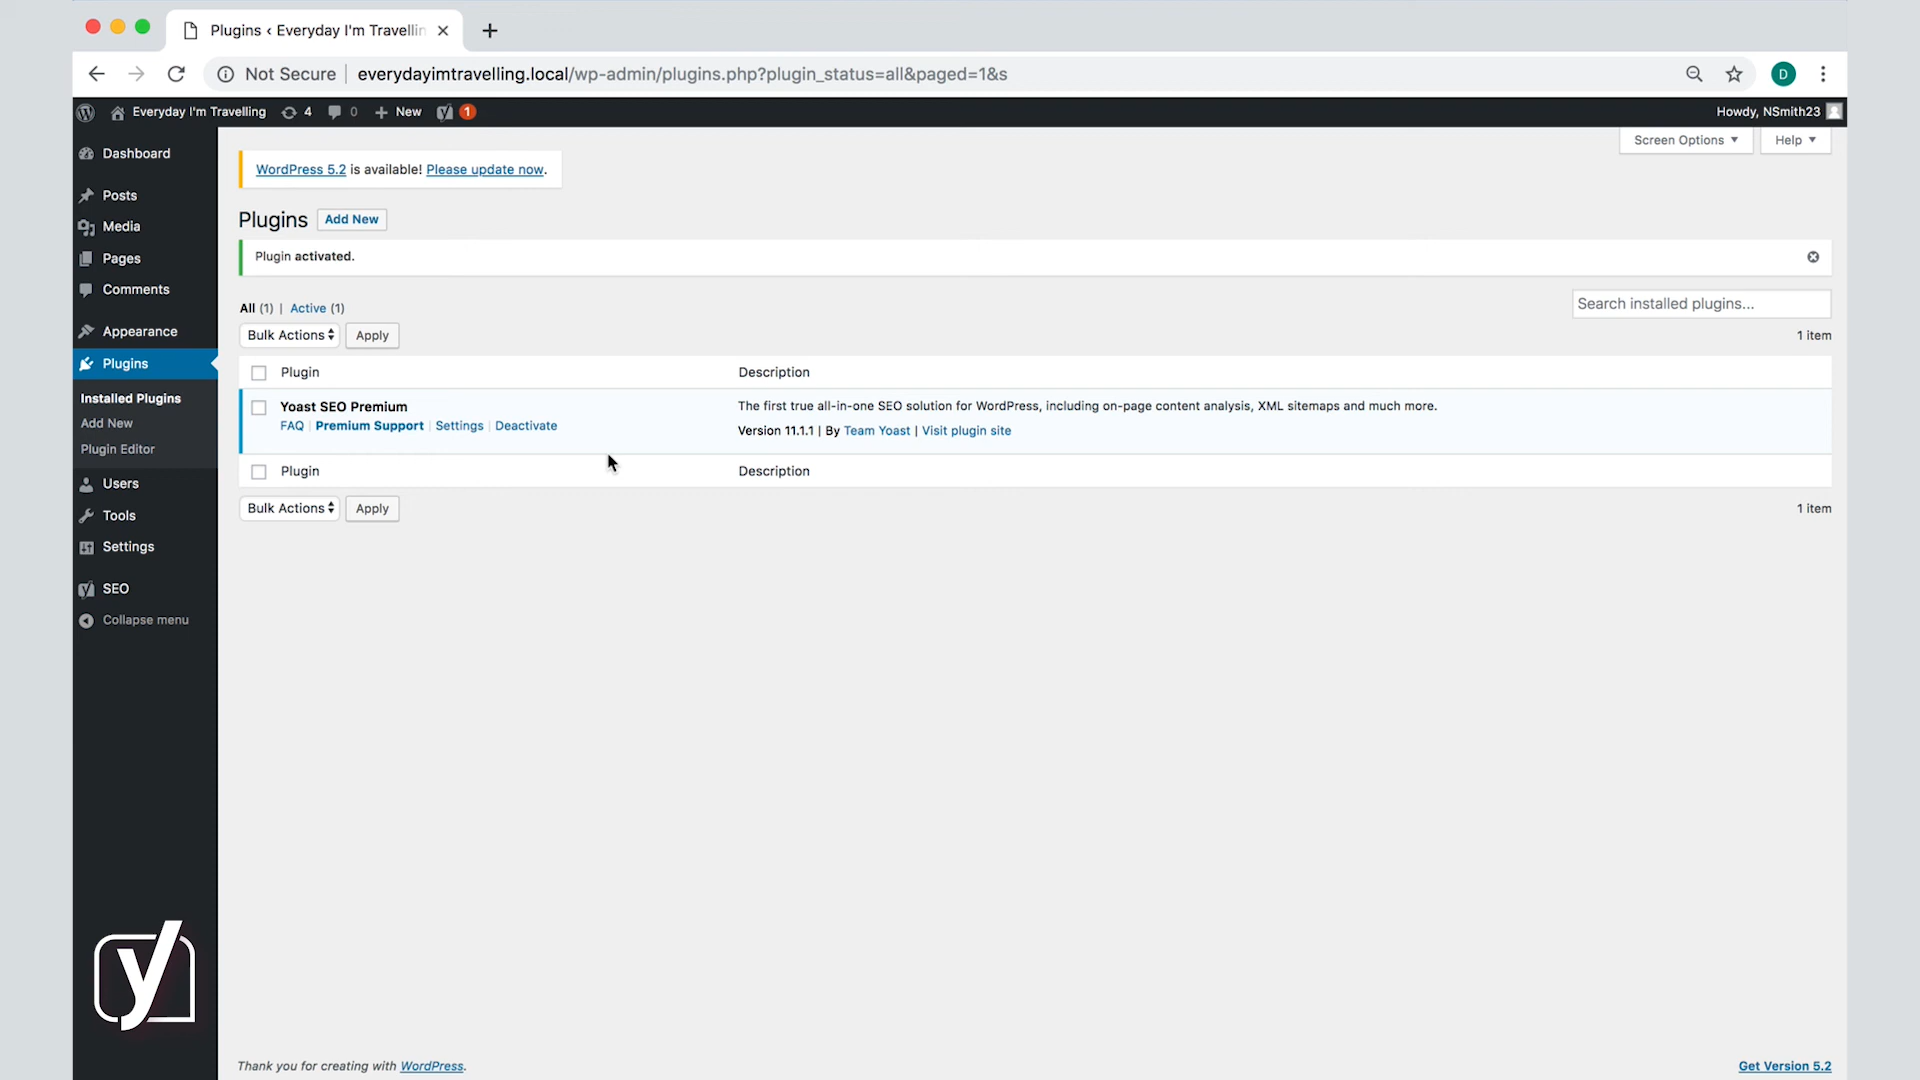 Plugins ‹ Everyday I'm Travellin
Not Secure everydayimtravelling.local/wp-admin/plugins.php?plugin_status=all&paged=1&s
D
Everyday I'm Travelling 4 0 New 1 Howdy, NSmith23
Screen Options Help
Dashboard
Posts
Media
Pages
Comments
Appearance
Plugins
Installed Plugins
Add New
Plugin Editor
Users
Tools
Settings
SEO
Collapse menu
WordPress 5.2 is available! Please update now.
Plugins Add New
Plugin activated.
All (1) | Active (1)
Search installed plugins...
Bulk Actions Apply 1 item
Plugin Description
Yoast SEO Premium The first true all-in-one SEO solution for WordPress, including on-page content analysis, XML sitemaps and much more.
FAQ | Premium Support | Settings | Deactivate Version 11.1.1 | By Team Yoast | Visit plugin site
Plugin Description
Bulk Actions Apply 1 item
y
Thank you for creating with WordPress. Get Version 5.2